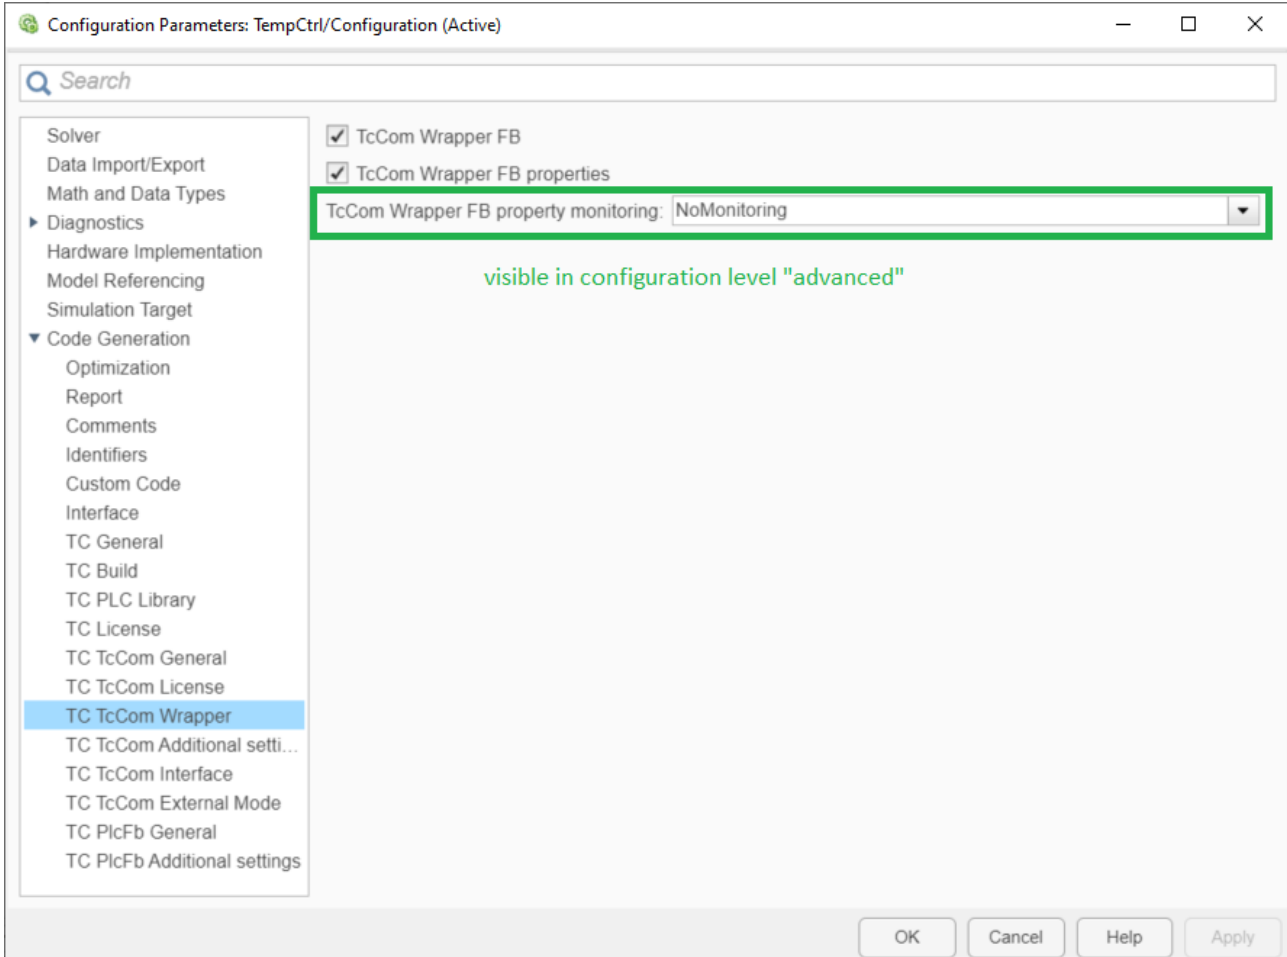 Configuration Parameters: TempCtrl/Configuration (Active)
Search
Solver
Data Import/Export
Math and Data Types
Diagnostics
Hardware Implementation
Model Referencing
Simulation Target
Code Generation
Optimization
Report
Comments
Identifiers
Custom Code
Interface
TC General
TC Build
TC PLC Library
TC License
TC TcCom General
TC TcCom License
TC TcCom Wrapper
TC TcCom Additional setti...
TC TcCom Interface
TC TcCom External Mode
TC PlcFb General
TC PlcFb Additional settings
TcCom Wrapper FB
TcCom Wrapper FB properties
TcCom Wrapper FB property monitoring: NoMonitoring
visible in configuration level "advanced"
OK Cancel Help Apply